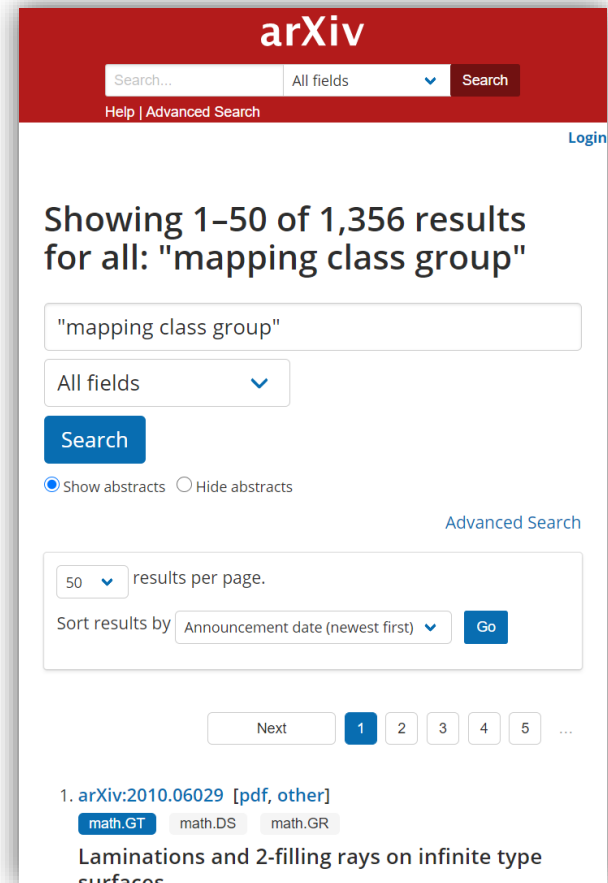 arXiv
Search... All fields Search
Help | Advanced Search
Login
Showing 1–50 of 1,356 results
for all: "mapping class group"
"mapping class group"
All fields
Search
Show abstracts Hide abstracts
Advanced Search
50 results per page.
Sort results by Announcement date (newest first) Go
Next 1 2 3 4 5 ...
1. arXiv:2010.06029 [pdf, other]
math.GT math.DS math.GR
Laminations and 2-filling rays on infinite type
surfaces